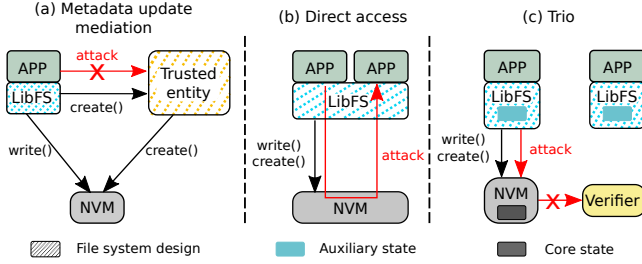 (a) Metadata update
mediation
APP
attack
LibFS
Trusted
entity
create()
write()
create()
NVM
(b) Direct access
APP
APP
LibFS
write()
create()
attack
NVM
(c) Trio
APP
APP
LibFS
LibFS
write()
create()
attack
NVM
Verifier
File system design
Auxiliary state
Core state